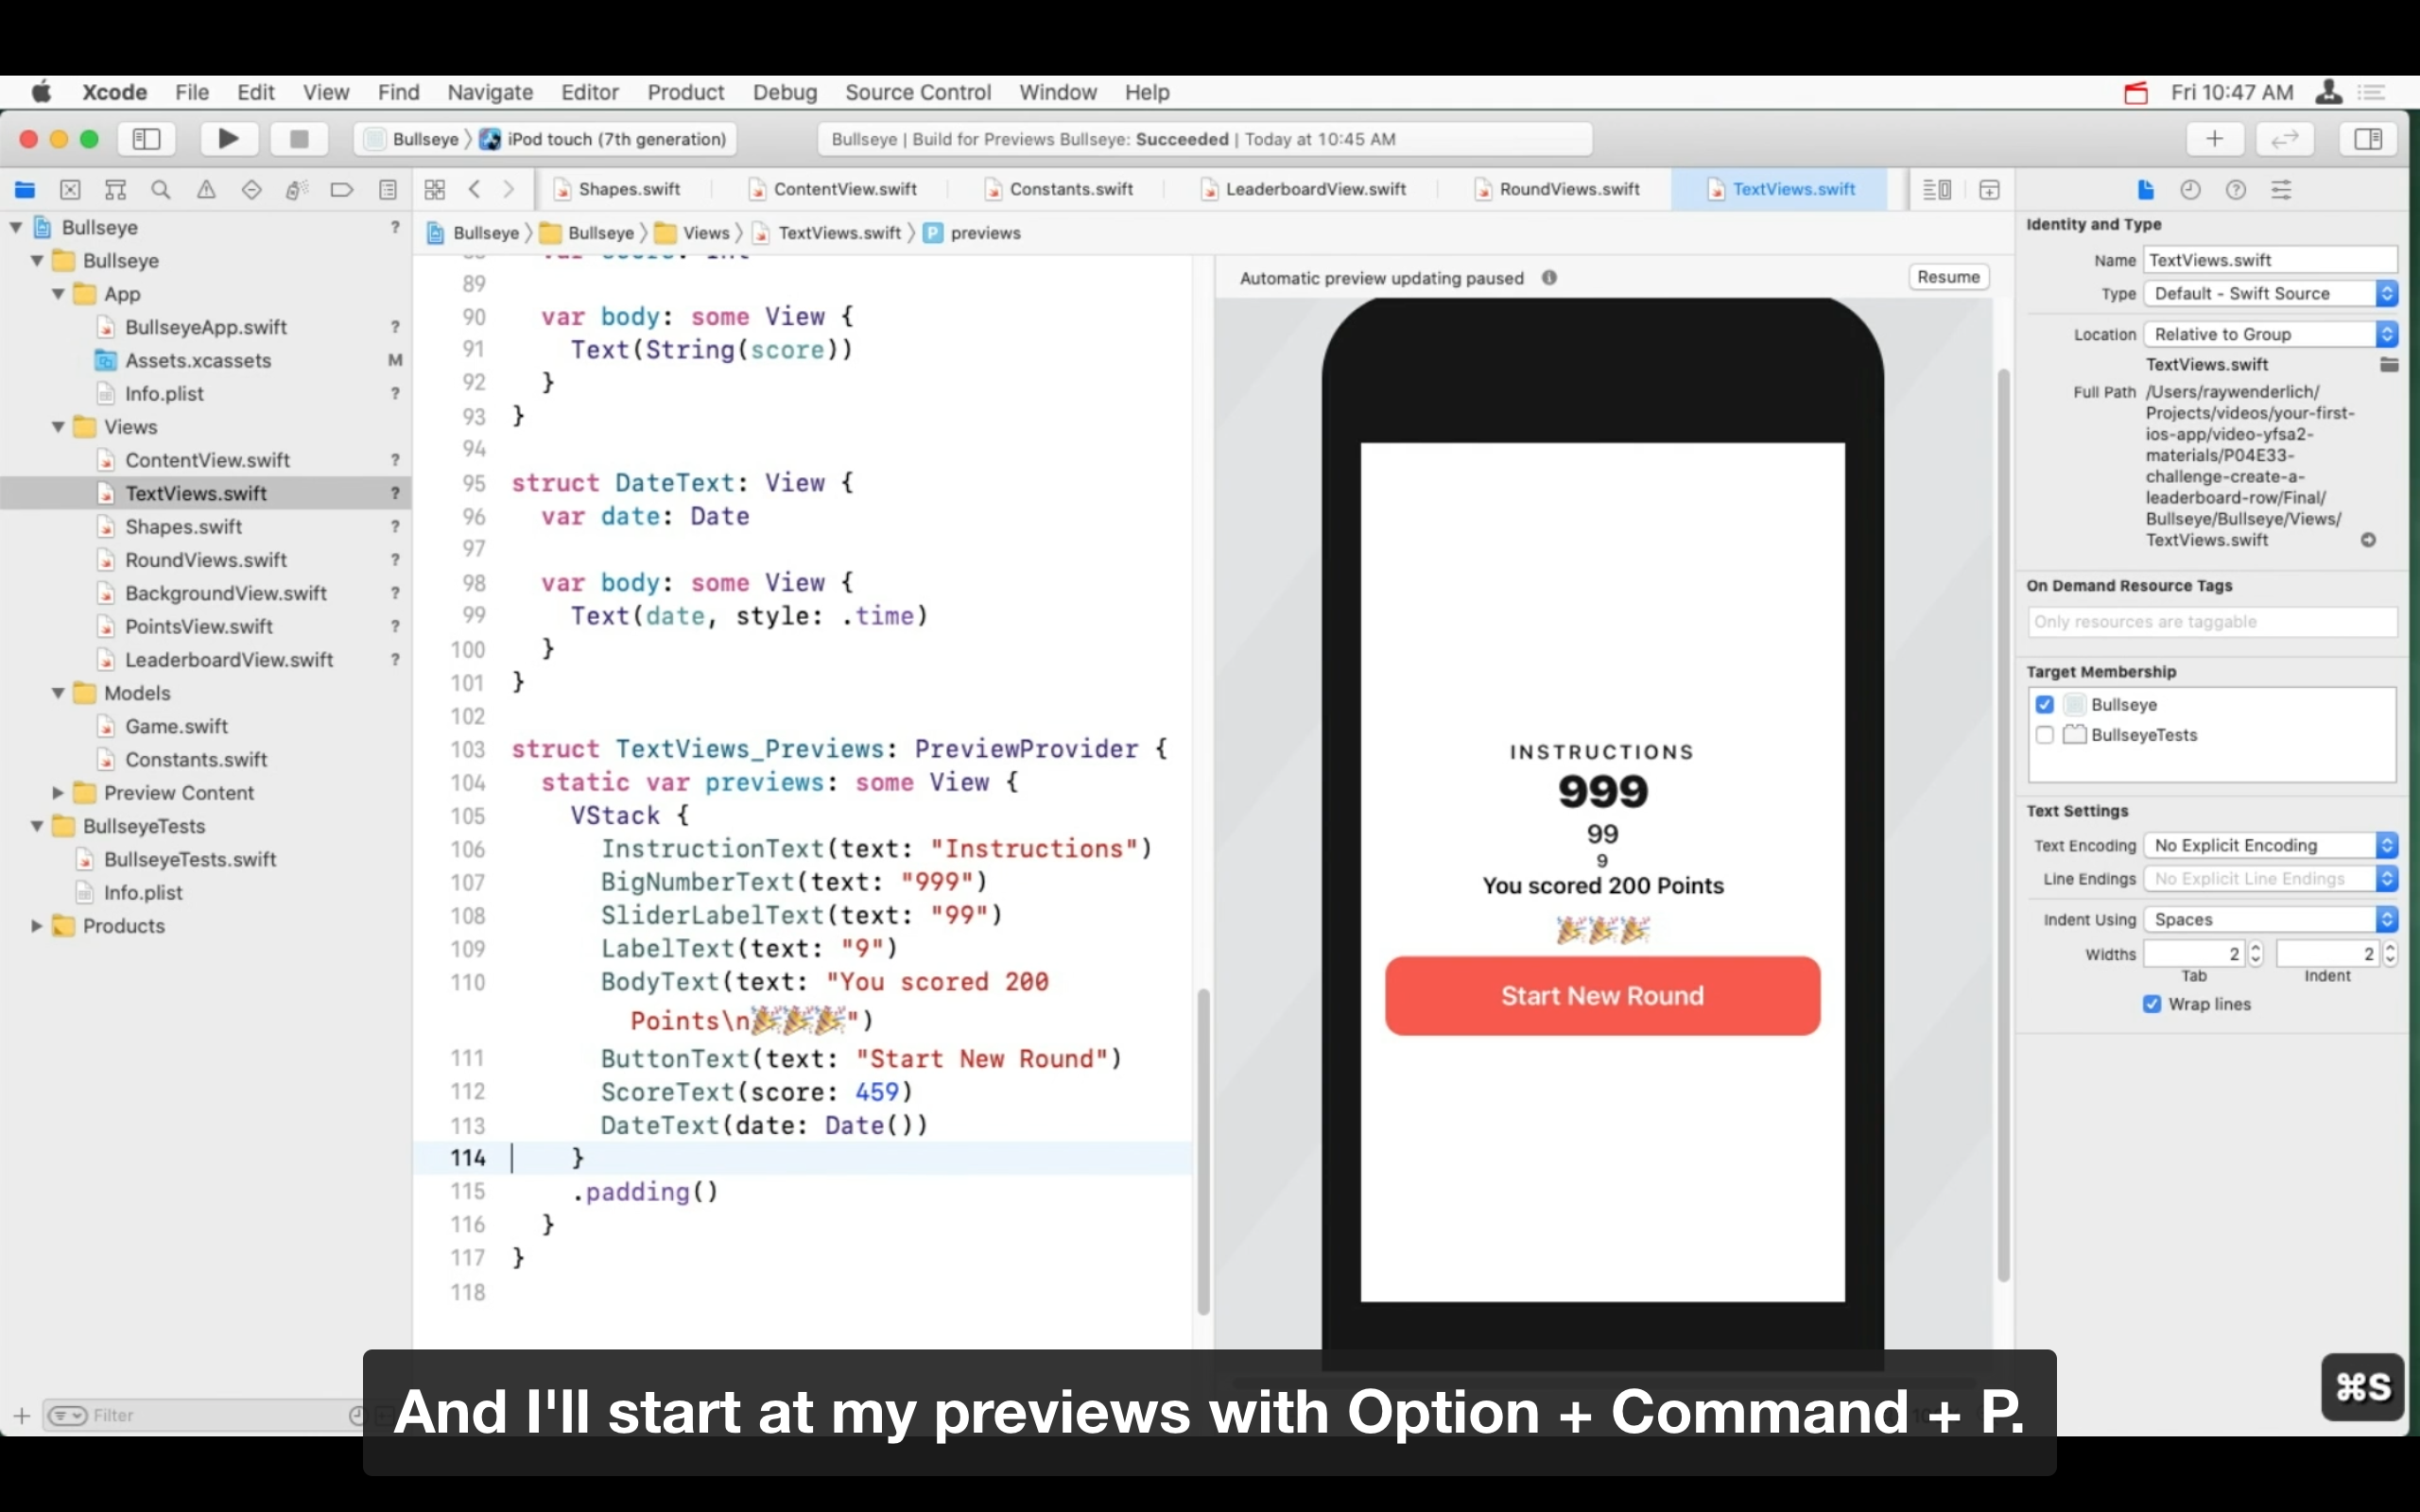 Xcode File Edit View Find Navigate Editor Product Debug Source Control Window Help
Fri 10:47 AM
Bullseye iPod touch (7th generation)
Bullseye | Build for Previews Bullseye: Succeeded | Today at 10:45 AM
Shapes.swift ContentView.swift Constants.swift LeaderboardView.swift RoundViews.swift TextViews.swift
Bullseye Bullseye Views TextViews.swift P previews
Bullseye ?
Bullseye
App
BullseyeApp.swift ?
Assets.xcassets M
Info.plist ?
Views
ContentView.swift ?
TextViews.swift ?
Shapes.swift ?
RoundViews.swift ?
BackgroundView.swift ?
PointsView.swift ?
LeaderboardView.swift ?
Models
Game.swift
Constants.swift
Preview Content
BullseyeTests
BullseyeTests.swift
Info.plist
Products
Filter
89
90 var body: some View {
91 Text(String(score))
92 }
93 }
94
95 struct DateText: View {
96 var date: Date
97
98 var body: some View {
99 Text(date, style: .time)
100 }
101 }
102
103 struct TextViews_Previews: PreviewProvider {
104 static var previews: some View {
105 VStack {
106 InstructionText(text: "Instructions")
107 BigNumberText(text: "999")
108 SliderLabelText(text: "99")
109 LabelText(text: "9")
110 BodyText(text: "You scored 200
Points\n🎉🎉🎉")
111 ButtonText(text: "Start New Round")
112 ScoreText(score: 459)
113 DateText(date: Date())
114 }
115 .padding()
116 }
117 }
118
Automatic preview updating paused
Resume
INSTRUCTIONS
999
99
9
You scored 200 Points
🎉🎉🎉
Start New Round
Identity and Type
Name TextViews.swift
Type Default - Swift Source
Location Relative to Group
TextViews.swift
Full Path /Users/raywenderlich/
Projects/videos/your-first-
ios-app/video-yfsa2-
materials/P04E33-
challenge-create-a-
leaderboard-row/Final/
Bullseye/Bullseye/Views/
TextViews.swift
On Demand Resource Tags
Only resources are taggable
Target Membership
Bullseye
BullseyeTests
Text Settings
Text Encoding No Explicit Encoding
Line Endings No Explicit Line Endings
Indent Using Spaces
Widths 2 2
Tab Indent
Wrap lines
⌘S
And I'll start at my previews with Option + Command + P.